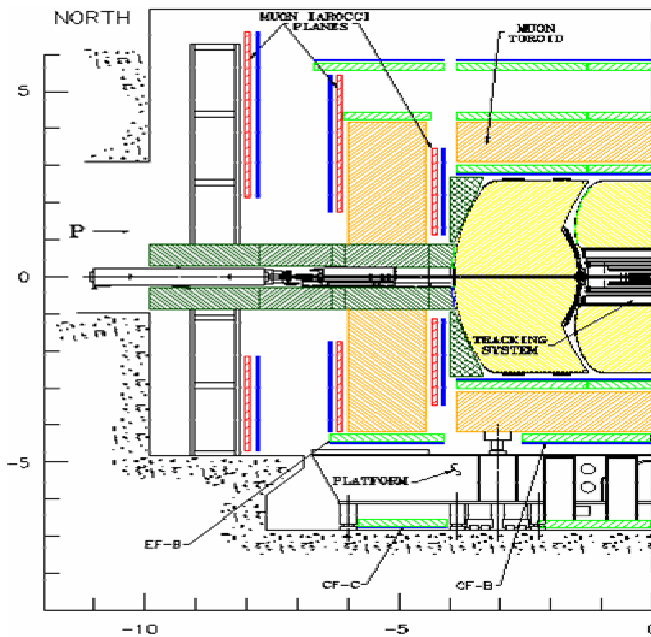 NORTH
MUON IAROCCI
PLANES
MUON
TOROID
5
P
0
TRACKING
SYSTEM
-5
PLATFORM
EF-B
CF-C
CF-B
-10
-5
0